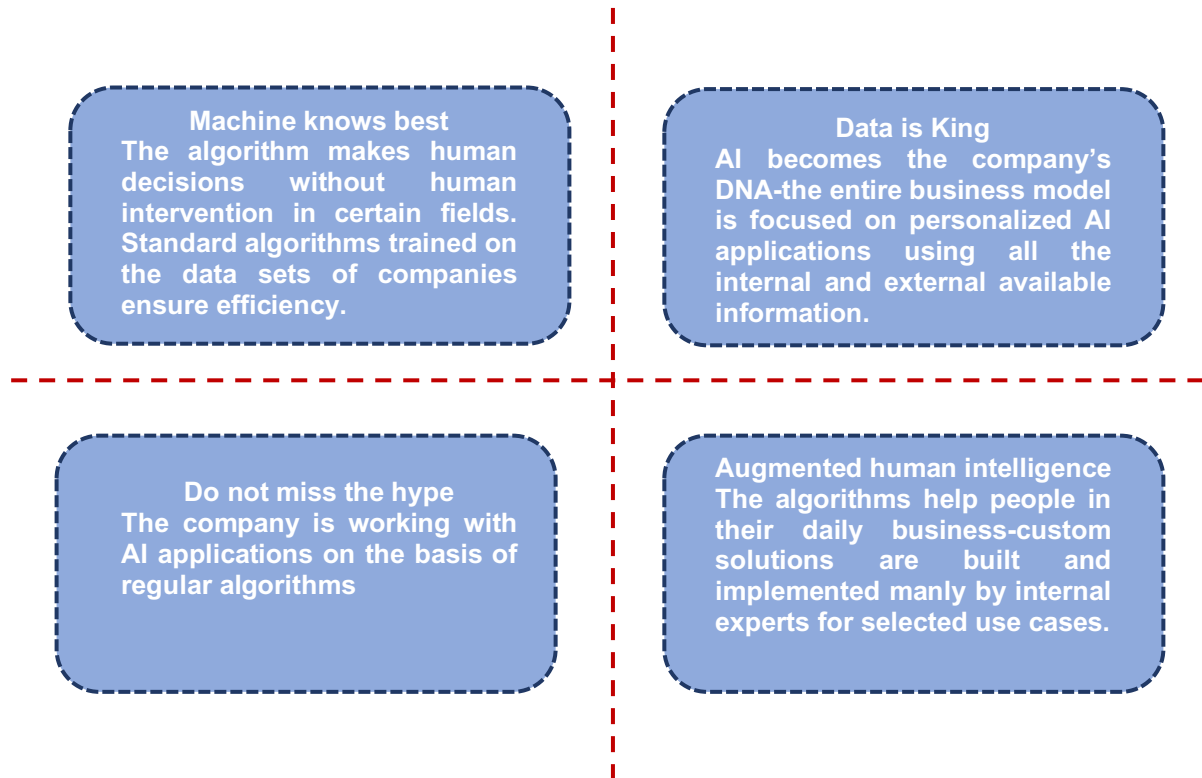 Machine knows best
The algorithm makes human
decisions without human
intervention in certain fields.
Standard algorithms trained on
the data sets of companies
ensure efficiency.
Data is King
AI becomes the company’s
DNA-the entire business model
is focused on personalized AI
applications using all the
internal and external available
information.
Do not miss the hype
The company is working with
AI applications on the basis of
regular algorithms
Augmented human intelligence
The algorithms help people in
their daily business-custom
solutions are built and
implemented manly by internal
experts for selected use cases.